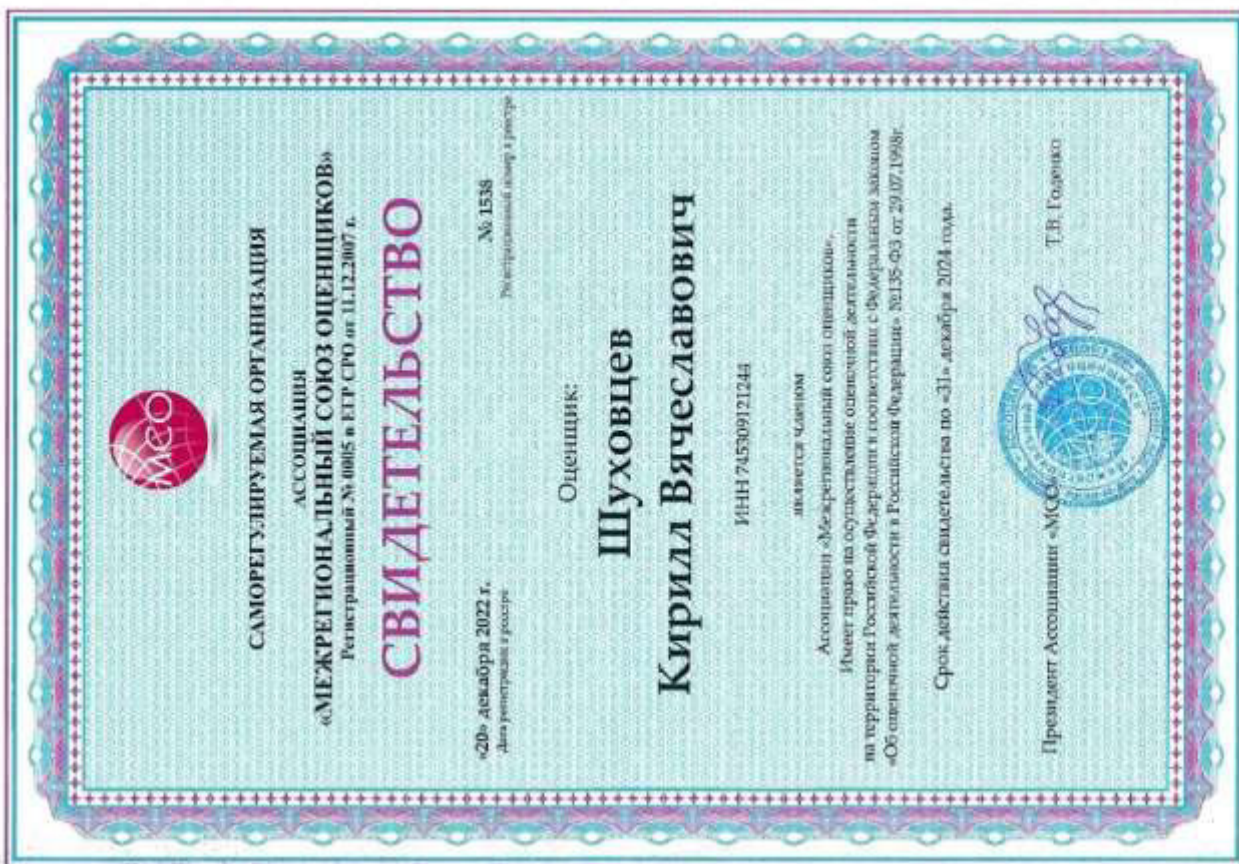 МСО
САМОРЕГУЛИРУЕМАЯ ОРГАНИЗАЦИЯ
АССОЦИАЦИЯ
«МЕЖРЕГИОНАЛЬНЫЙ СОЮЗ ОЦЕНЩИКОВ»
Регистрационный № 0005 в ЕГР СРО от 11.12.2007 г.
СВИДЕТЕЛЬСТВО
«20» декабря 2022 г. № 1538
Дата регистрации в реестре Регистрационный номер в реестре
Оценщик:
Шуховцев
Кирилл Вячеславович
ИНН 745309121244
является членом
Ассоциации «Межрегиональный союз оценщиков».
Имеет право на осуществление оценочной деятельности
на территории Российской Федерации в соответствии с Федеральным законом
«Об оценочной деятельности в Российской Федерации» №135-ФЗ от 29.07.1998г.
Срок действия свидетельства по «31» декабря 2024 года.
Президент Ассоциации «МСО» Т.В. Годенко